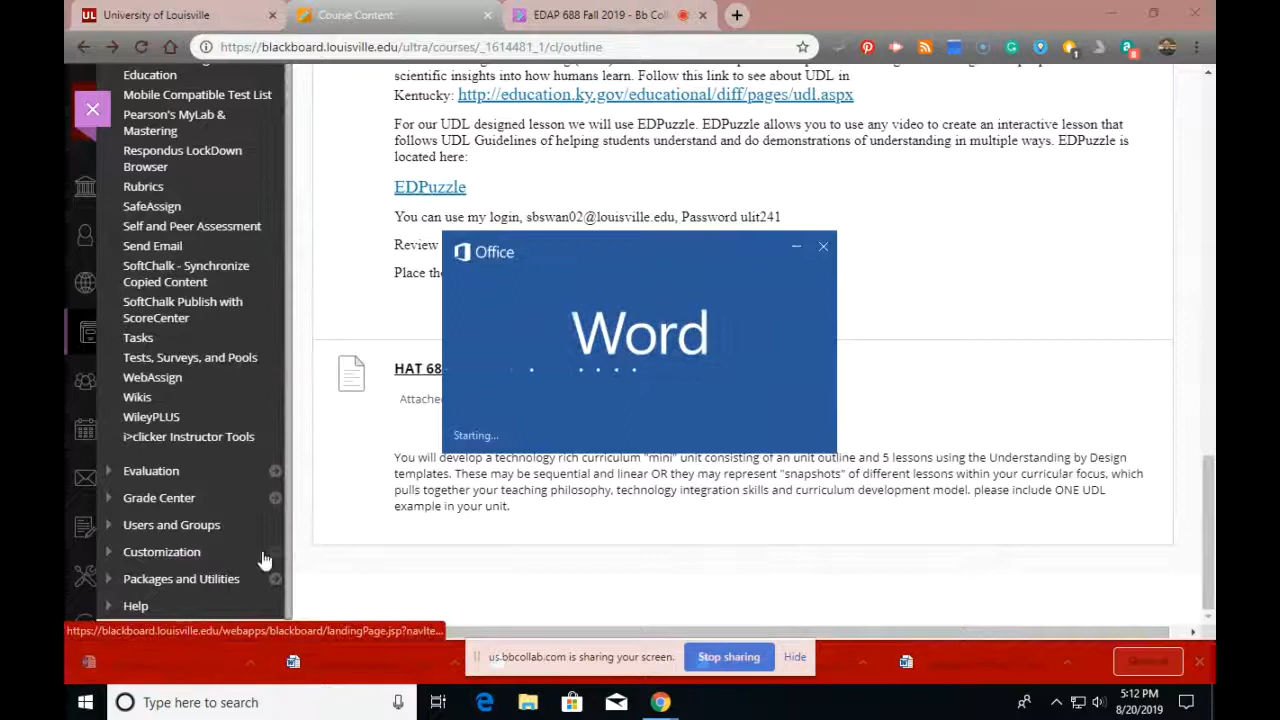 University of Louisville
Course Content
EDAP 688 Fall 2019 - Bb Coll
https://blackboard.louisville.edu/ultra/courses/_1614481_1/cl/outline
Education
Mobile Compatible Test List
Pearson's MyLab &
Mastering
Respondus LockDown
Browser
Rubrics
SafeAssign
Self and Peer Assessment
Send Email
SoftChalk - Synchronize
Copied Content
SoftChalk Publish with
ScoreCenter
Tasks
Tests, Surveys, and Pools
WebAssign
Wikis
WileyPLUS
i>clicker Instructor Tools
Evaluation
Grade Center
Users and Groups
Customization
Packages and Utilities
Help
scientific insights into how humans learn. Follow this link to see about UDL in
Kentucky: http://education.ky.gov/educational/diff/pages/udl.aspx
For our UDL designed lesson we will use EDPuzzle. EDPuzzle allows you to use any video to create an interactive lesson that
follows UDL Guidelines of helping students understand and do demonstrations of understanding in multiple ways. EDPuzzle is
located here:
EDPuzzle
You can use my login, sbswan02@louisville.edu, Password ulit241
Review
Place the
Office
Word
Starting...
HAT 68
Attache
You will develop a technology rich curriculum "mini" unit consisting of an unit outline and 5 lessons using the Understanding by Design
templates. These may be sequential and linear OR they may represent "snapshots" of different lessons within your curricular focus, which
pulls together your teaching philosophy, technology integration skills and curriculum development model. please include ONE UDL
example in your unit.
https://blackboard.louisville.edu/webapps/blackboard/landingPage.jsp?navIte...
us.bbcollab.com is sharing your screen.
Stop sharing
Hide
Type here to search
5:12 PM
8/20/2019